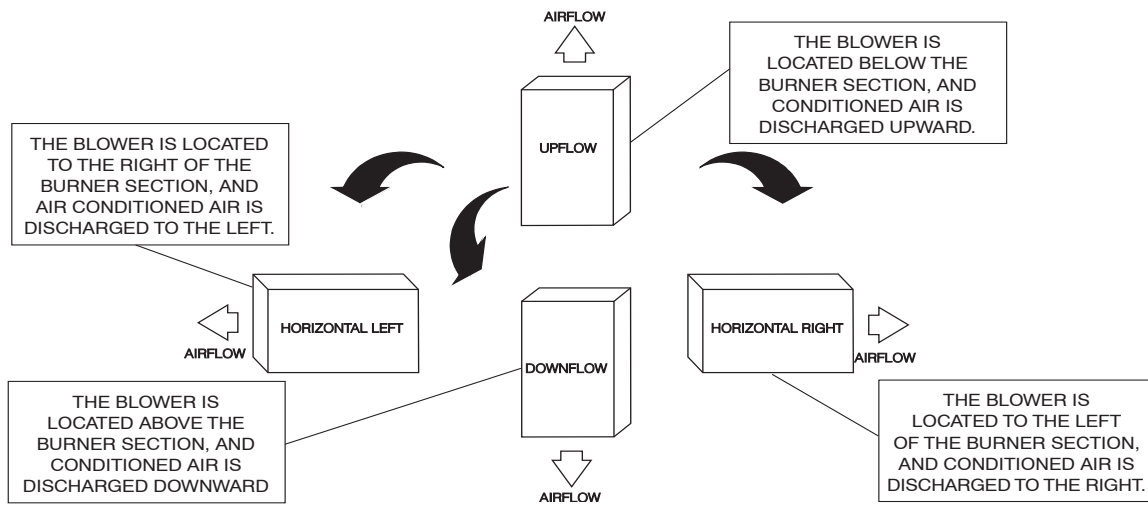 AIRFLOW
THE BLOWER IS
LOCATED BELOW THE
BURNER SECTION, AND
CONDITIONED AIR IS
DISCHARGED UPWARD.
UPFLOW
THE BLOWER IS LOCATED
TO THE RIGHT OF THE
BURNER SECTION, AND
AIR CONDITIONED AIR IS
DISCHARGED TO THE LEFT.
HORIZONTAL LEFT
AIRFLOW
HORIZONTAL RIGHT
AIRFLOW
DOWNFLOW
THE BLOWER IS
LOCATED ABOVE THE
BURNER SECTION, AND
CONDITIONED AIR IS
DISCHARGED DOWNWARD
THE BLOWER IS
LOCATED TO THE LEFT
OF THE BURNER SECTION,
AND CONDITIONED AIR IS
DISCHARGED TO THE RIGHT.
AIRFLOW